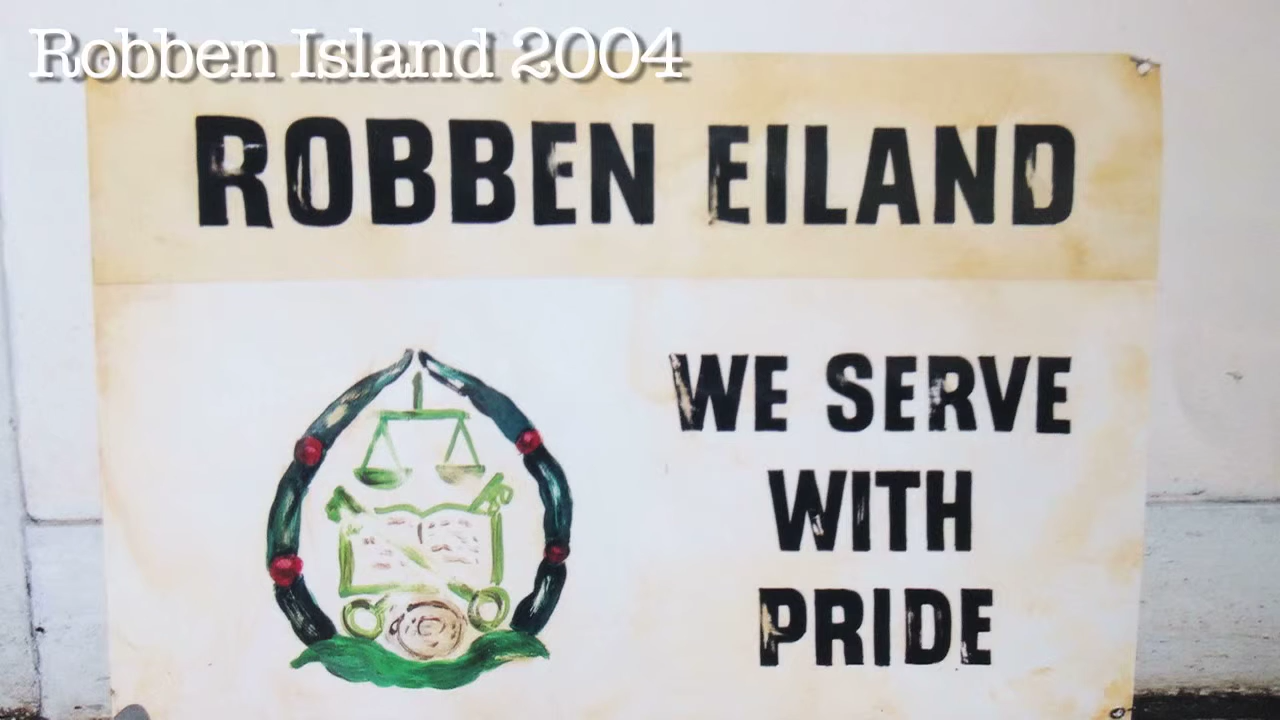 Robben Island 2004
ROBBEN EILAND
WE SERVE
WITH
PRIDE